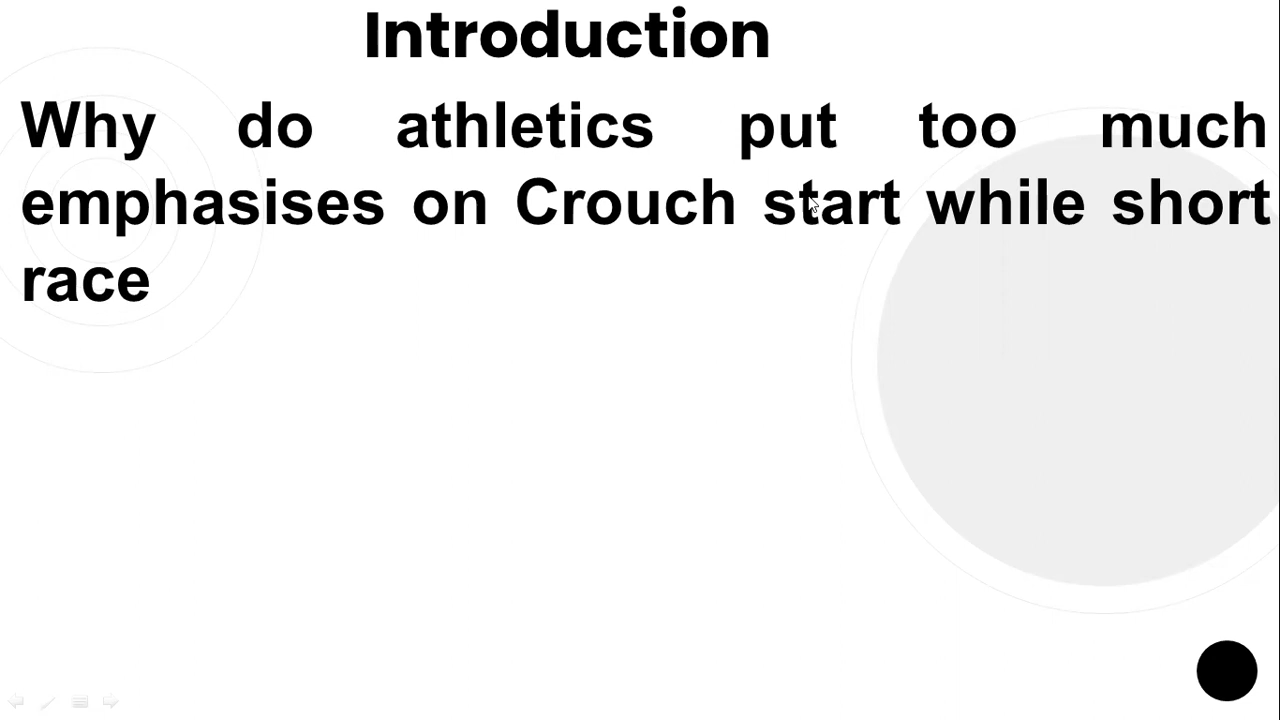 Introduction
Why do athletics put too much
emphasises on Crouch start while short
race